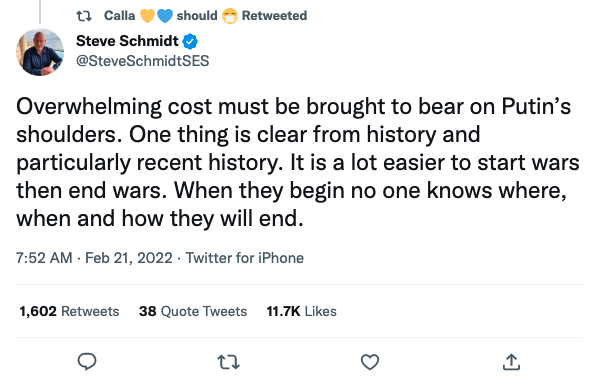 Calla 🧡💙 should 😷 Retweeted
Steve Schmidt
@SteveSchmidtSES
Overwhelming cost must be brought to bear on Putin’s
shoulders. One thing is clear from history and
particularly recent history. It is a lot easier to start wars
then end wars. When they begin no one knows where,
when and how they will end.
7:52 AM · Feb 21, 2022 · Twitter for iPhone
1,602 Retweets 38 Quote Tweets 11.7K Likes